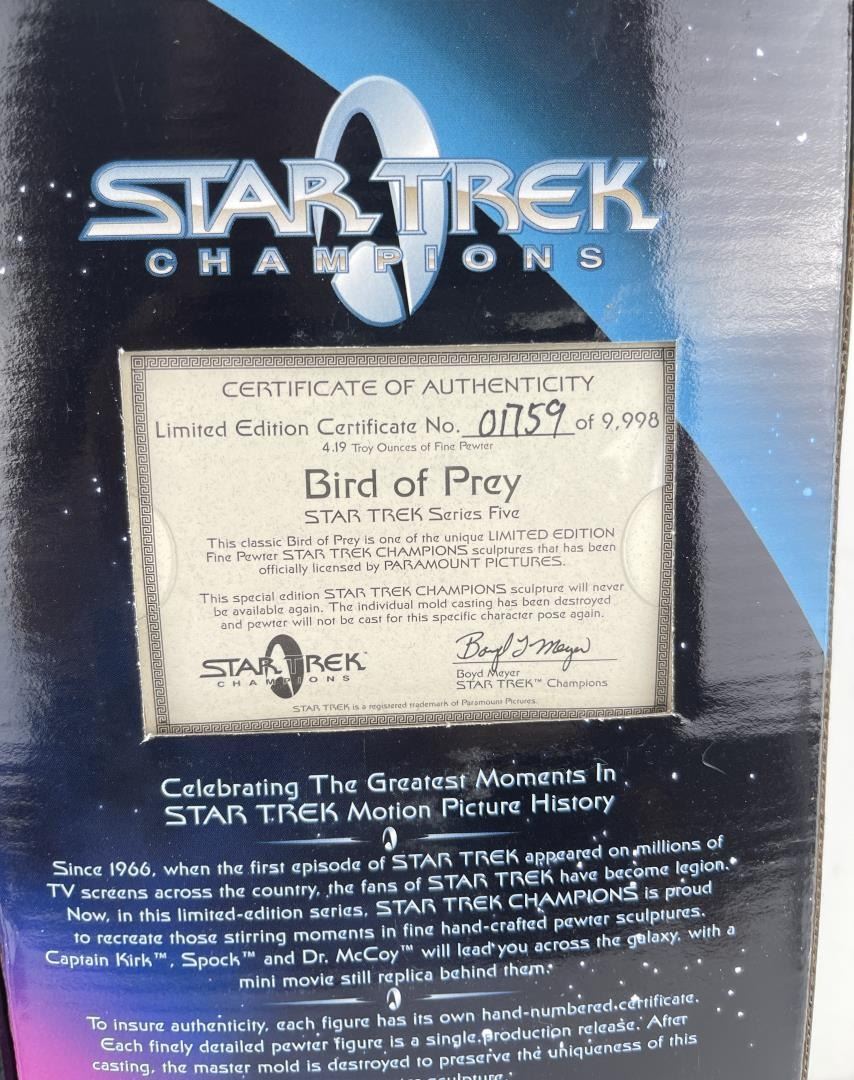 STAR TREK™
CHAMPIONS
CERTIFICATE OF AUTHENTICITY
Limited Edition Certificate No. 01759 of 9,998
4.19 Troy Ounces of Fine Pewter
Bird of Prey
STAR TREK Series Five
This classic Bird of Prey is one of the unique LIMITED EDITION
Fine Pewter STAR TREK CHAMPIONS sculptures that has been
officially licensed by PARAMOUNT PICTURES.
This special edition STAR TREK CHAMPIONS sculpture will never
be available again. The individual mold casting has been destroyed
and pewter will not be cast for this specific character pose again.
STAR TREK™
CHAMPIONS
Boyd L Meyer
Boyd Meyer
STAR TREK™ Champions
STAR TREK is a registered trademark of Paramount Pictures.
Celebrating The Greatest Moments In
STAR TREK Motion Picture History
Since 1966, when the first episode of STAR TREK appeared on millions of
TV screens across the country, the fans of STAR TREK have become legion.
Now, in this limited-edition series, STAR TREK CHAMPIONS is proud
to recreate those stirring moments in fine hand-crafted pewter sculptures.
Captain Kirk™, Spock™ and Dr. McCoy™ will lead you across the galaxy, with a
mini movie still replica behind them.
To insure authenticity, each figure has its own hand-numbered certificate.
Each finely detailed pewter figure is a single production release. After
casting, the master mold is destroyed to preserve the uniqueness of this
sculpture.